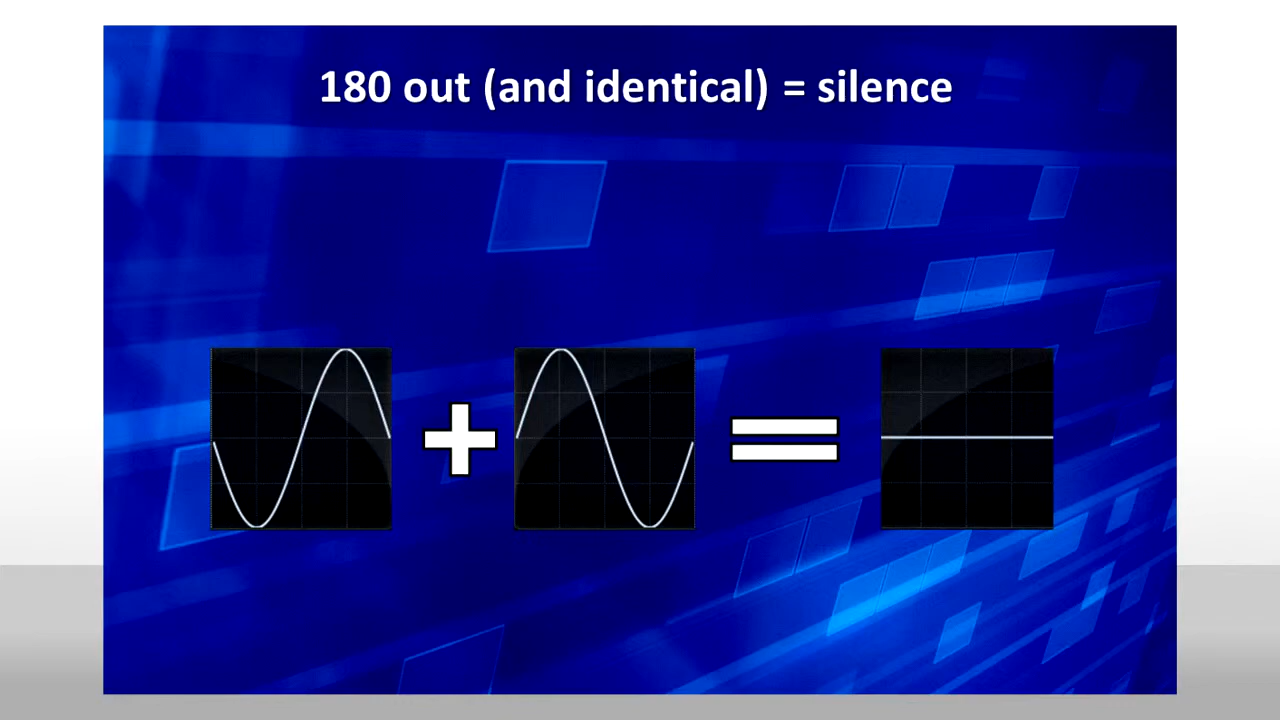 180 out (and identical) = silence